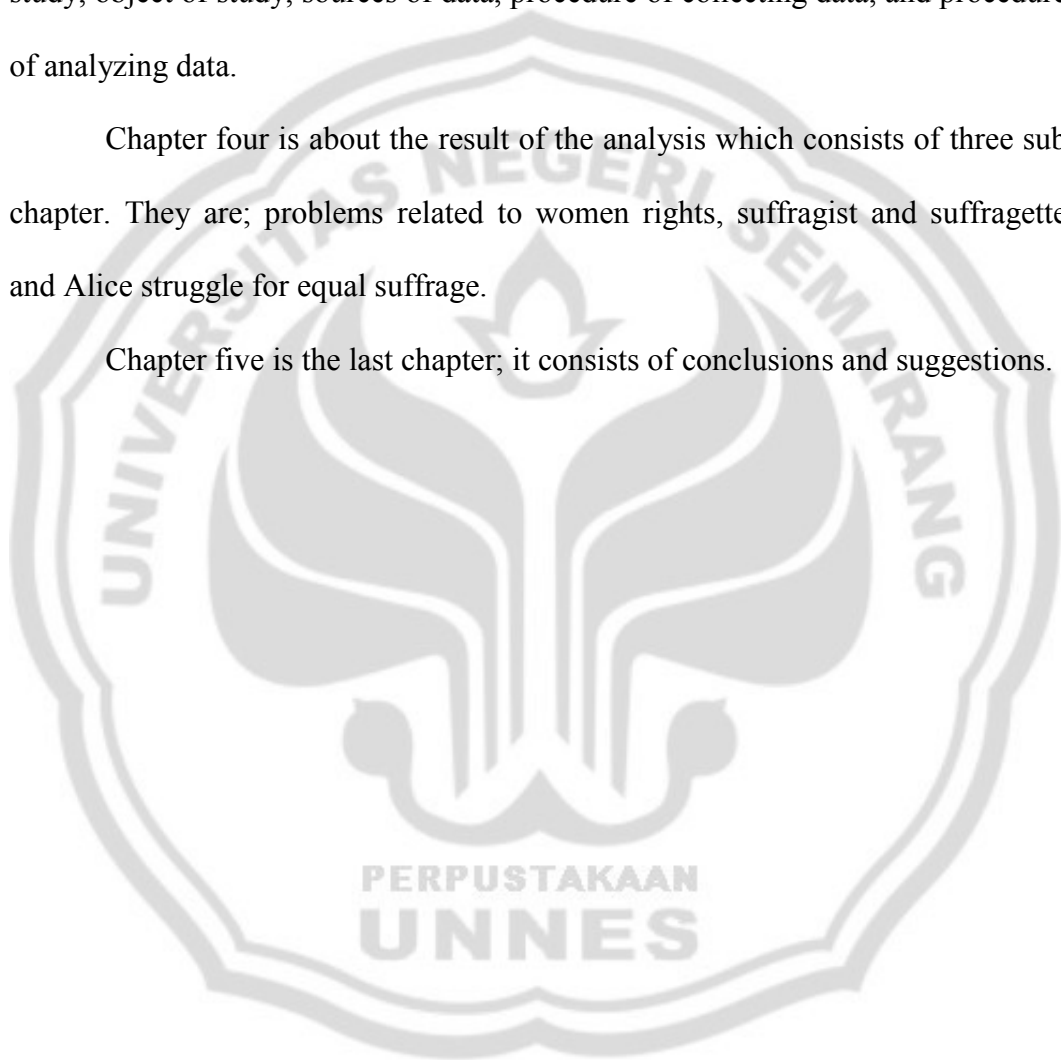 study, object of study, sources of data, procedure of collecting data, and procedure
of analyzing data.
Chapter four is about the result of the analysis which consists of three sub
chapter. They are; problems related to women rights, suffragist and suffragette
and Alice struggle for equal suffrage.
Chapter five is the last chapter; it consists of conclusions and suggestions.
UNIVERSITAS NEGERI SEMARANG
PERPUSTAKAAN
UNNES